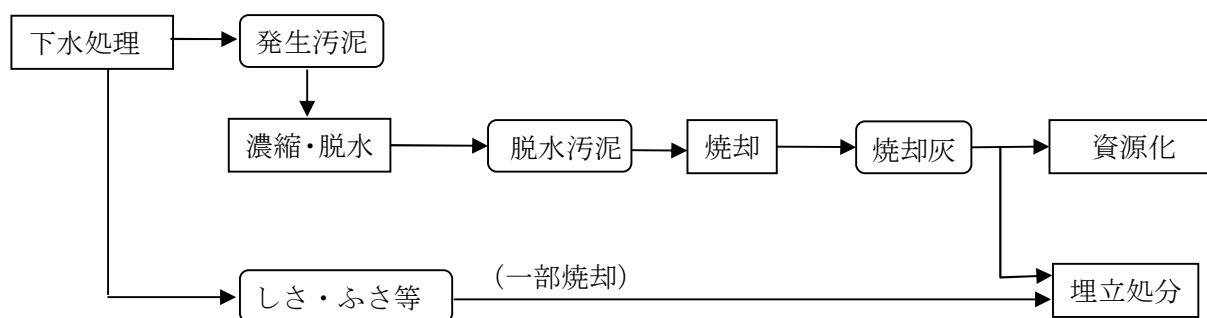 下水処理
発生汚泥
濃縮・脱水
脱水汚泥
焼却
焼却灰
資源化
(一部焼却)
しさ・ふさ等
埋立処分